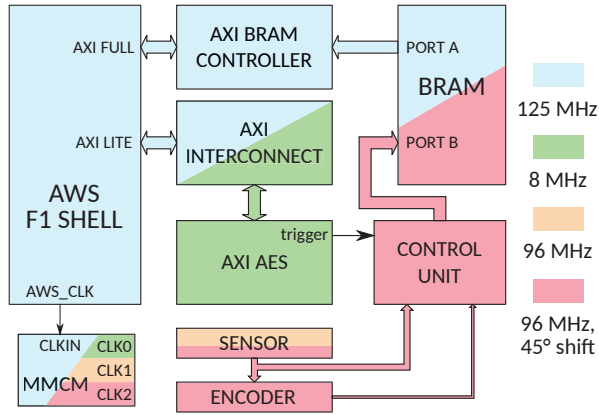 AXI FULL
AXI BRAM
CONTROLLER
PORT A
BRAM
125 MHz
AXI LITE
AXI
INTERCONNECT
PORT B
AWS
F1 SHELL
8 MHz
trigger
AXI AES
CONTROL
UNIT
96 MHz
AWS_CLK
96 MHz,
45° shift
CLKIN
CLK0
MMCM
CLK1
CLK2
SENSOR
ENCODER